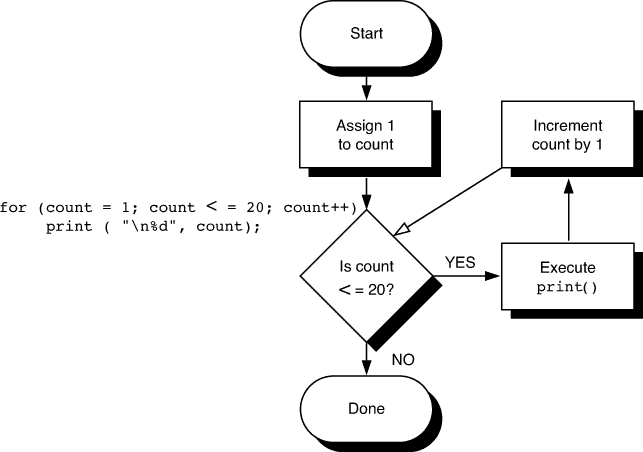 Start
Assign 1
to count
Increment
count by 1
for (count = 1; count < = 20; count++)
print ( "\n%d", count);
Is count
< = 20?
YES
Execute
print()
NO
Done